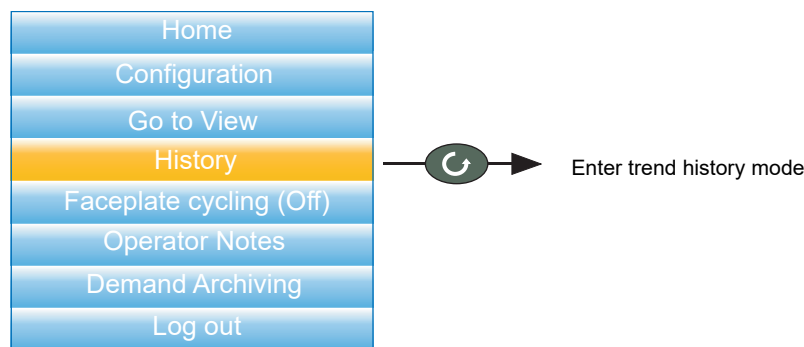 Home
Configuration
Go to View
History
Enter trend history mode
Faceplate cycling (Off)
Operator Notes
Demand Archiving
Log out